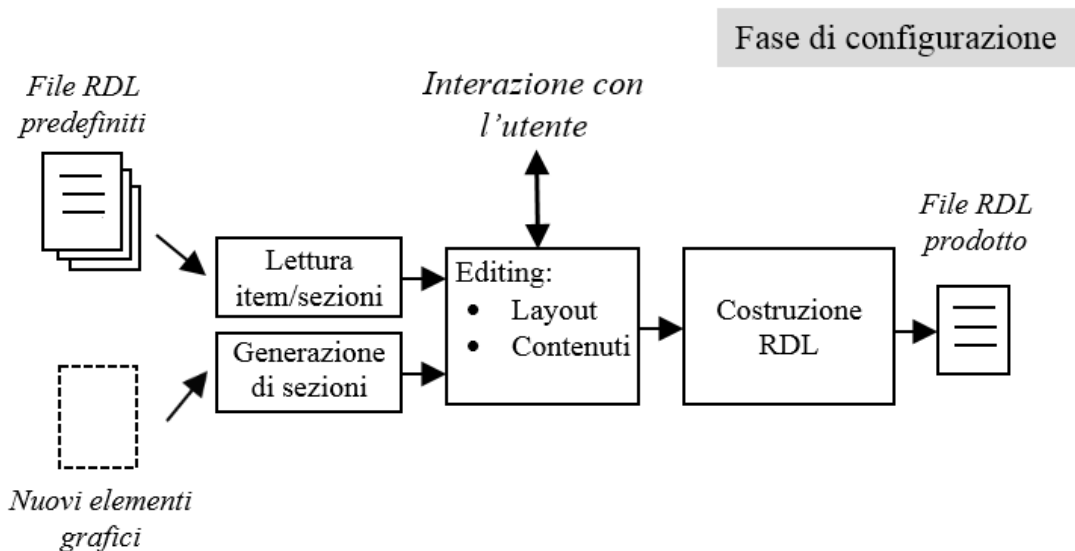 Fase di configurazione
File RDL
predefiniti
Interazione con
l’utente
File RDL
prodotto
Lettura
item/sezioni
Generazione
di sezioni
Editing:
• Layout
• Contenuti
Costruzione
RDL
Nuovi elementi
grafici